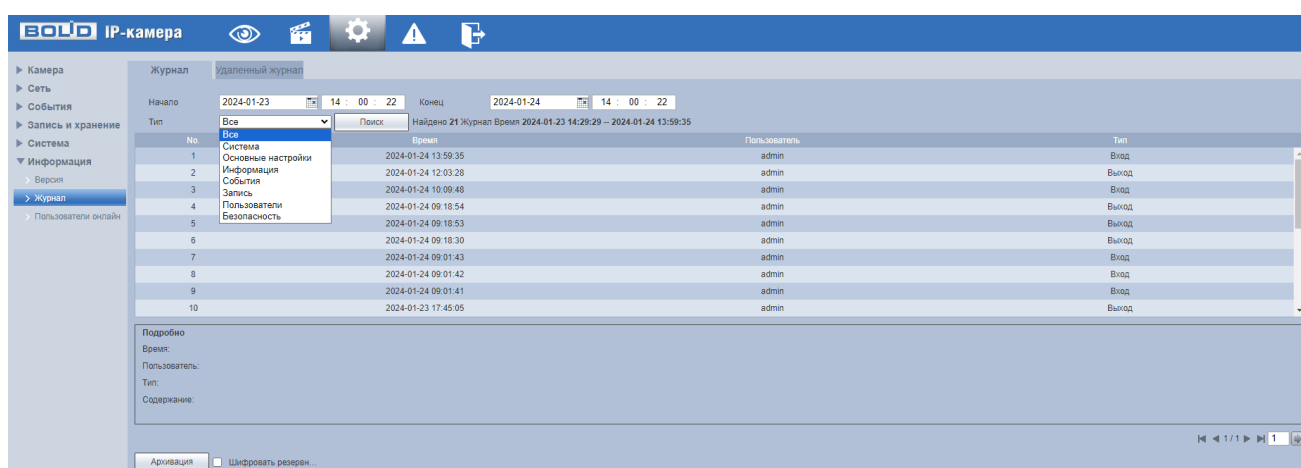 BOLID IP-камера
Камера
Сеть
События
Запись и хранение
Система
Информация
Версия
Журнал
Пользователи онлайн
Журнал Удаленный журнал
Начало 2024-01-23 14 : 00 : 22 Конец 2024-01-24 14 : 00 : 22
Тип Все Поиск Найдено 21 Журнал Время 2024-01-23 14:29:29 -- 2024-01-24 13:59:35
Все
Система
Основные настройки
Информация
События
Запись
Пользователи
Безопасность
No. Время Пользователь Тип
1 2024-01-24 13:59:35 admin Вход
2 2024-01-24 12:03:28 admin Выход
3 2024-01-24 10:09:48 admin Вход
4 2024-01-24 09:18:54 admin Выход
5 2024-01-24 09:18:53 admin Выход
6 2024-01-24 09:18:30 admin Выход
7 2024-01-24 09:01:43 admin Вход
8 2024-01-24 09:01:42 admin Выход
9 2024-01-24 09:01:41 admin Вход
10 2024-01-23 17:45:05 admin Выход
Подробно
Время:
Пользователь:
Тип:
Содержание:
1 / 1 1
Архивация Шифровать резервн...